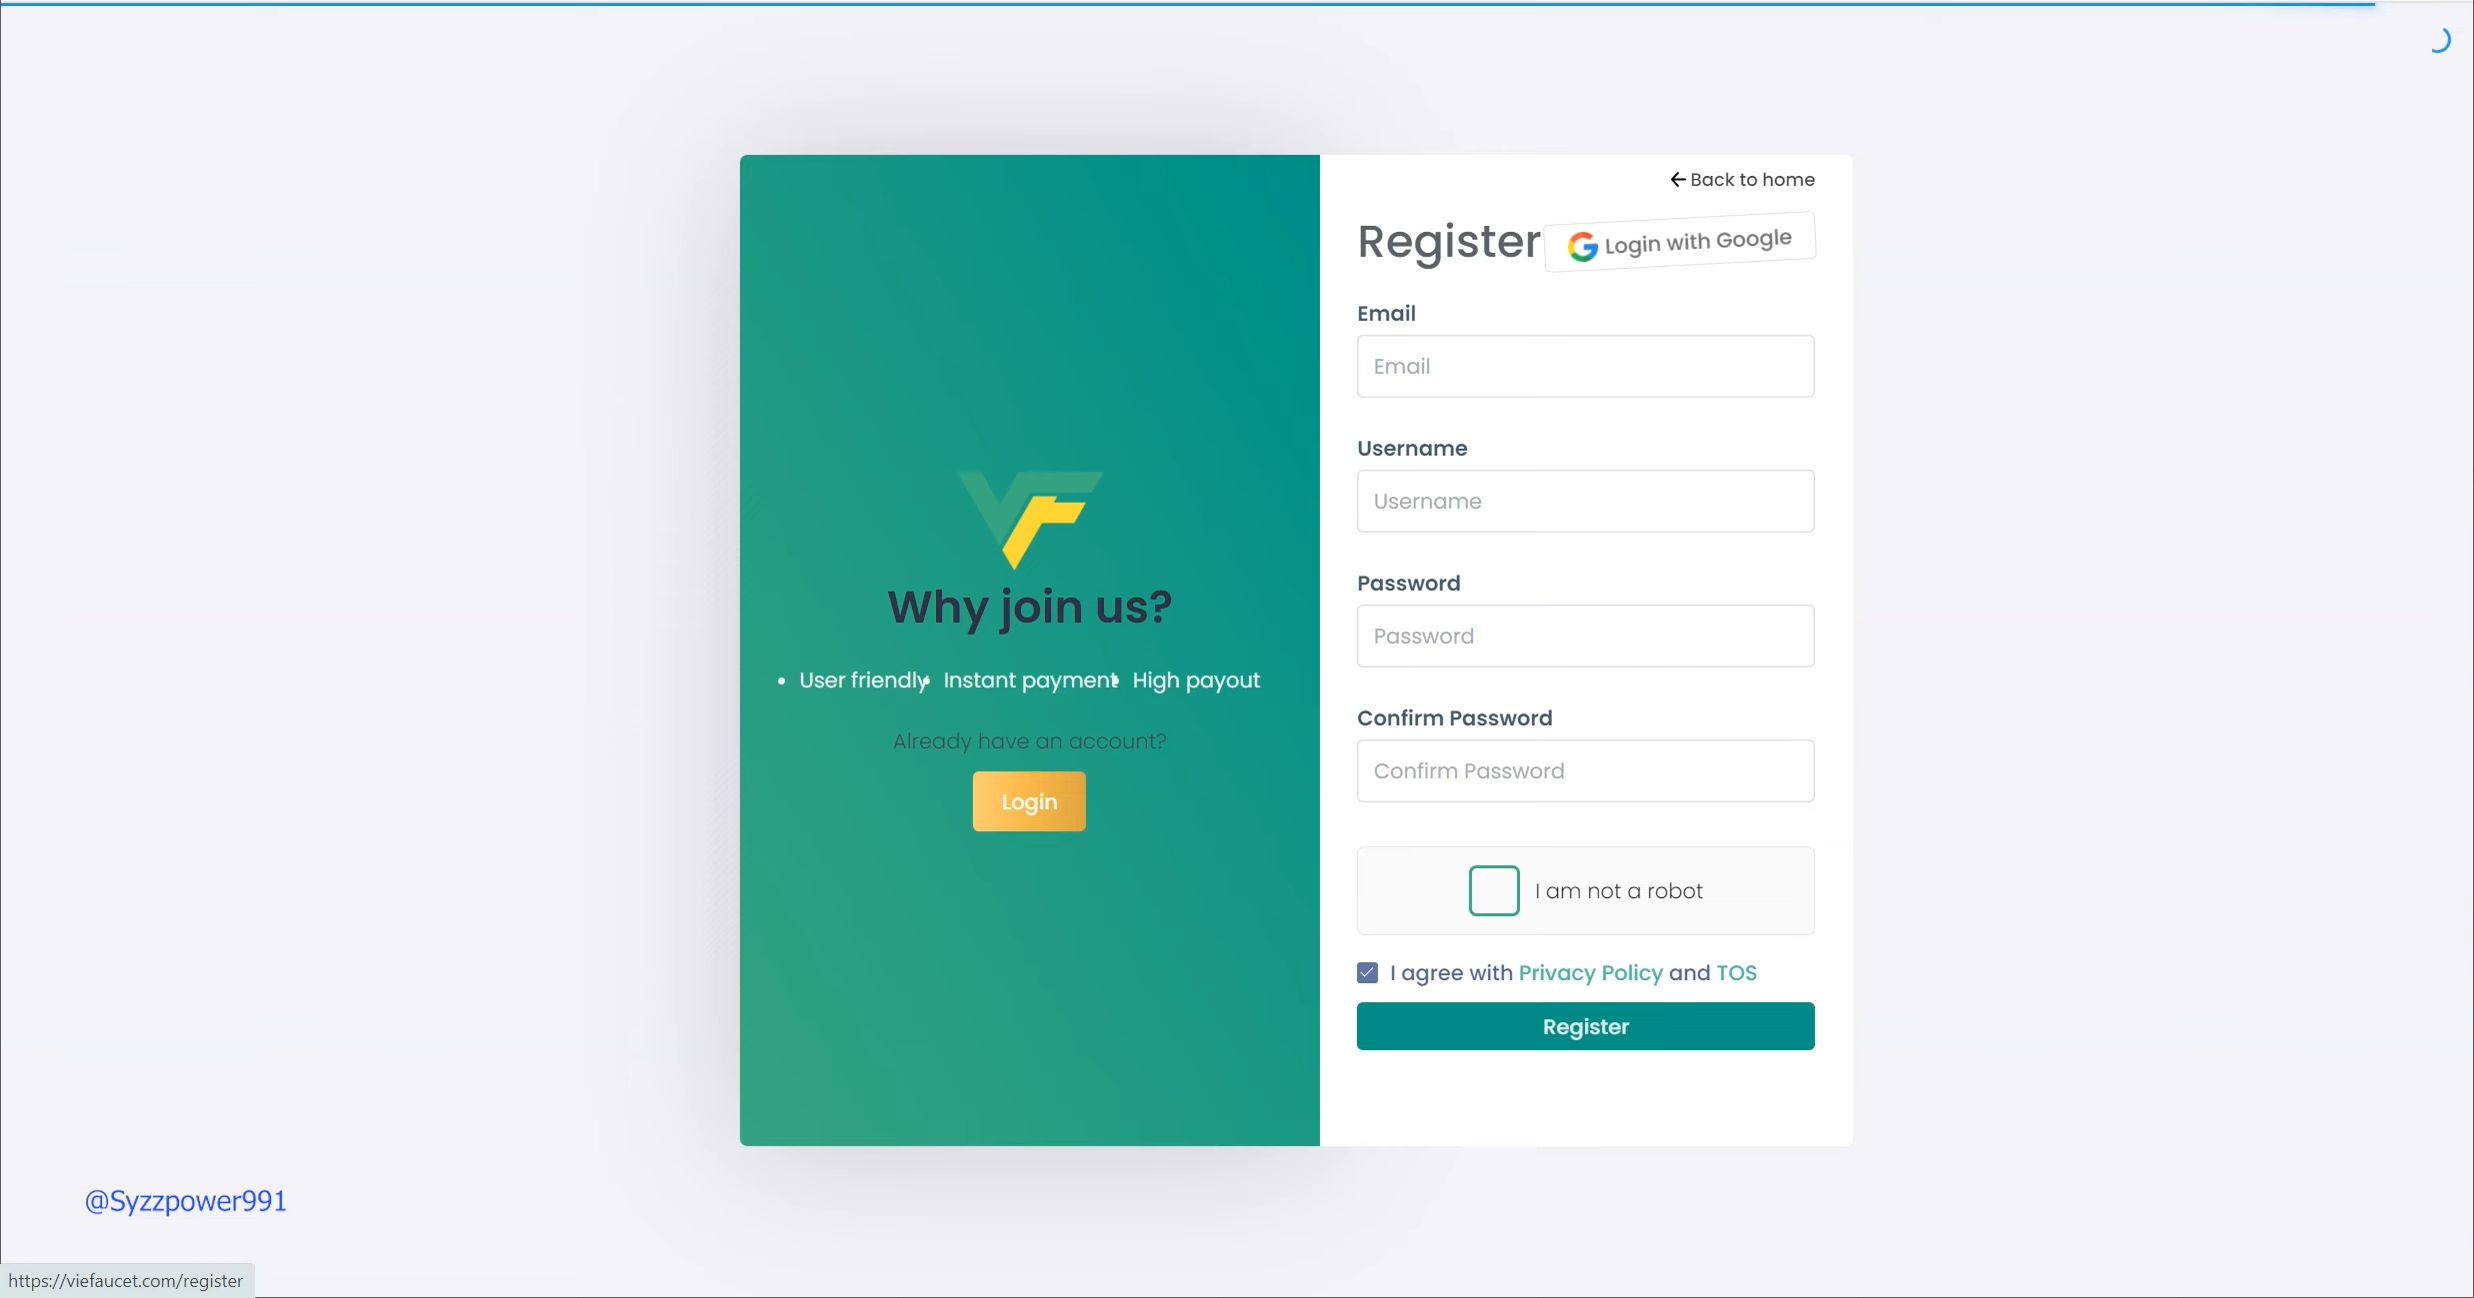 Back to home
Register
Login with Google
Email
Email
Username
Username
Password
Password
Confirm Password
Confirm Password
I am not a robot
I agree with Privacy Policy and TOS
Register
VF
Why join us?
• User friendly • Instant payment • High payout
Already have an account?
Login
@Syzzpower991
https://viefaucet.com/register